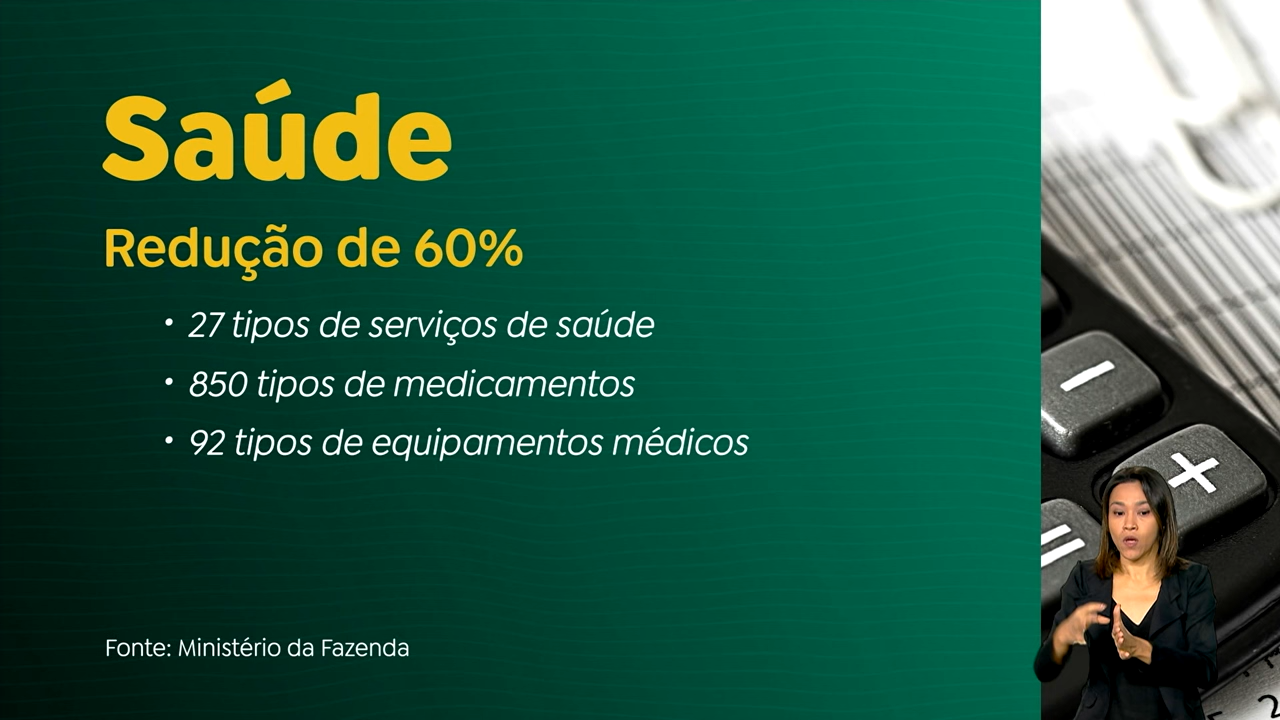 Saúde
Redução de 60%
• 27 tipos de serviços de saúde
• 850 tipos de medicamentos
• 92 tipos de equipamentos médicos
Fonte: Ministério da Fazenda